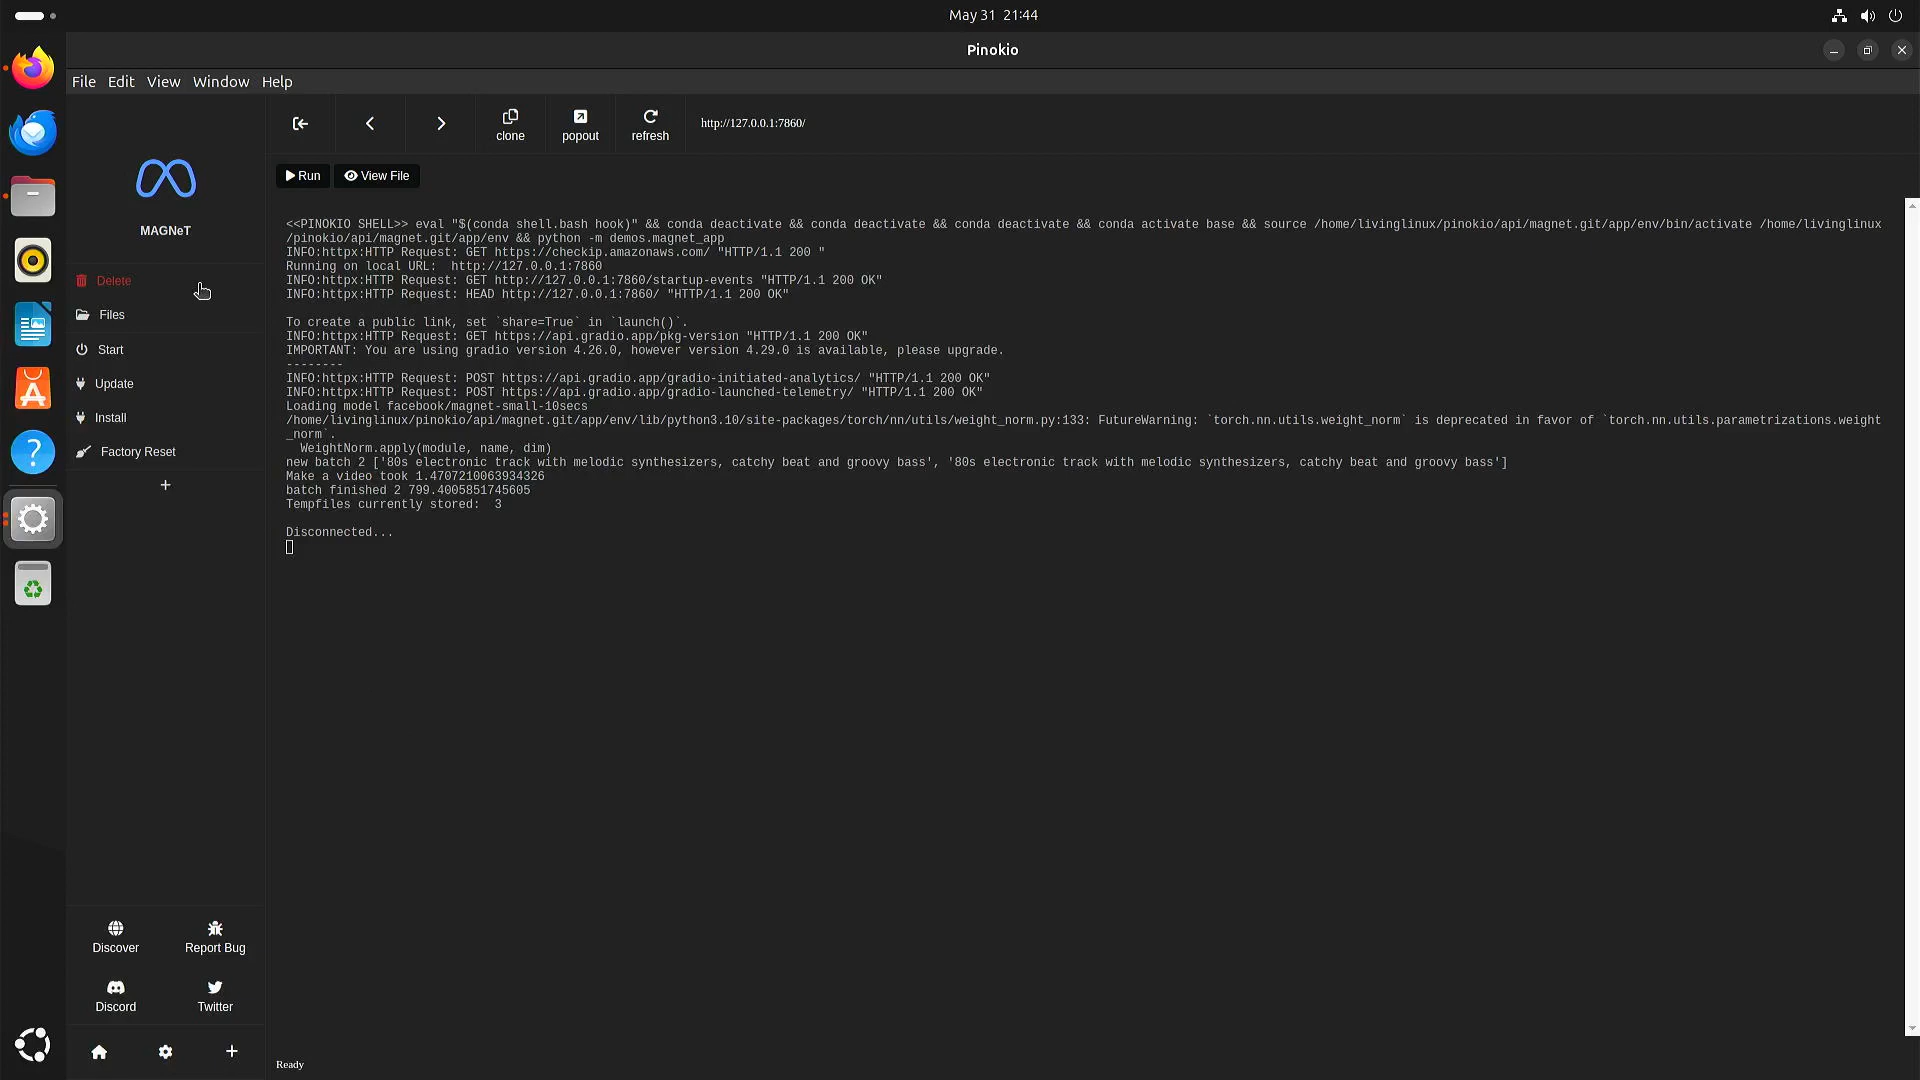 May 31 21:44
Pinokio
File Edit View Window Help
clone popout refresh http://127.0.0.1:7860/
Run View File
MAGNeT
Delete
Files
Start
Update
Install
Factory Reset
<<PINOKIO SHELL>> eval "$(conda shell.bash hook)" && conda deactivate && conda deactivate && conda deactivate && conda activate base && source /home/livinglinux/pinokio/api/magnet.git/app/env/bin/activate /home/livinglinux
/pinokio/api/magnet.git/app/env && python -m demos.magnet_app
INFO:httpx:HTTP Request: GET https://checkip.amazonaws.com/ "HTTP/1.1 200 "
Running on local URL:  http://127.0.0.1:7860
INFO:httpx:HTTP Request: GET http://127.0.0.1:7860/startup-events "HTTP/1.1 200 OK"
INFO:httpx:HTTP Request: HEAD http://127.0.0.1:7860/ "HTTP/1.1 200 OK"
To create a public link, set `share=True` in `launch()`.
INFO:httpx:HTTP Request: GET https://api.gradio.app/pkg-version "HTTP/1.1 200 OK"
IMPORTANT: You are using gradio version 4.26.0, however version 4.29.0 is available, please upgrade.
--------
INFO:httpx:HTTP Request: POST https://api.gradio.app/gradio-initiated-analytics/ "HTTP/1.1 200 OK"
INFO:httpx:HTTP Request: POST https://api.gradio.app/gradio-launched-telemetry/ "HTTP/1.1 200 OK"
Loading model facebook/magnet-small-10secs
/home/livinglinux/pinokio/api/magnet.git/app/env/lib/python3.10/site-packages/torch/nn/utils/weight_norm.py:133: FutureWarning: `torch.nn.utils.weight_norm` is deprecated in favor of `torch.nn.utils.parametrizations.weight
_norm`.
  WeightNorm.apply(module, name, dim)
new batch 2 ['80s electronic track with melodic synthesizers, catchy beat and groovy bass', '80s electronic track with melodic synthesizers, catchy beat and groovy bass']
Make a video took 1.4707210063934326
batch finished 2 799.4005851745605
Tempfiles currently stored:  3
Disconnected...
Discover Report Bug
Discord Twitter
Ready